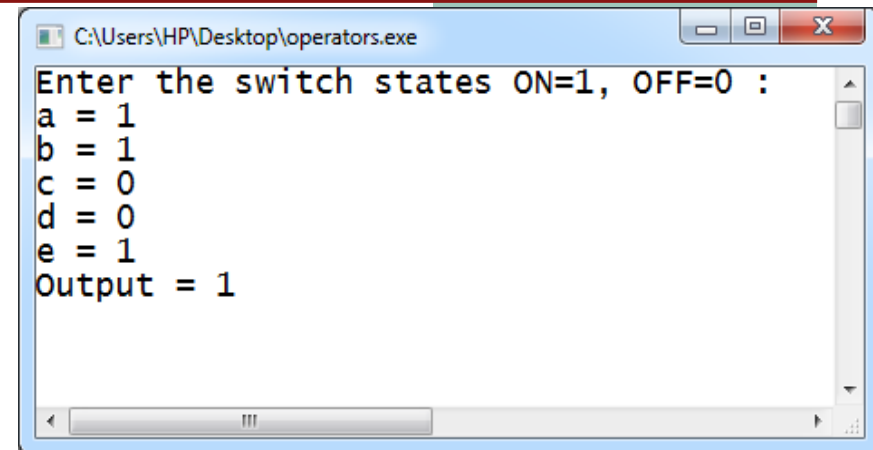 C:\Users\HP\Desktop\operators.exe
Enter the switch states ON=1, OFF=0 :
a = 1
b = 1
c = 0
d = 0
e = 1
Output = 1